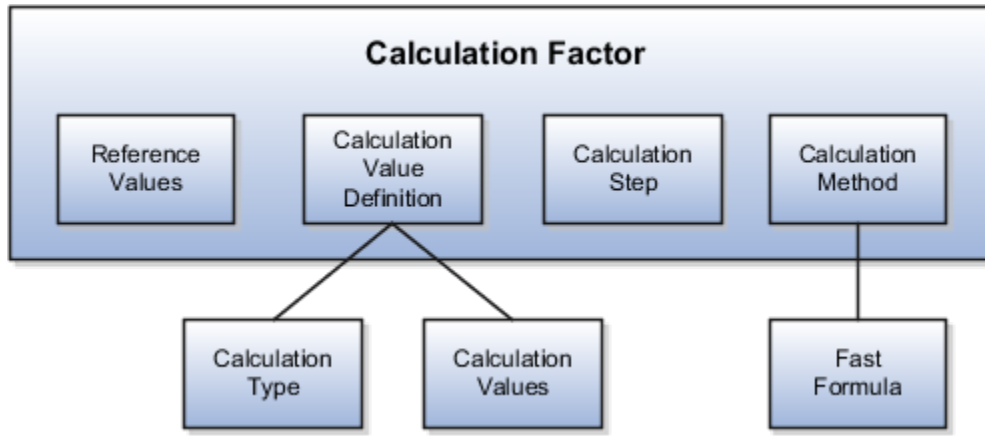 Calculation Factor
Reference
Values
Calculation
Value
Definition
Calculation
Step
Calculation
Method
Calculation
Type
Calculation
Values
Fast
Formula